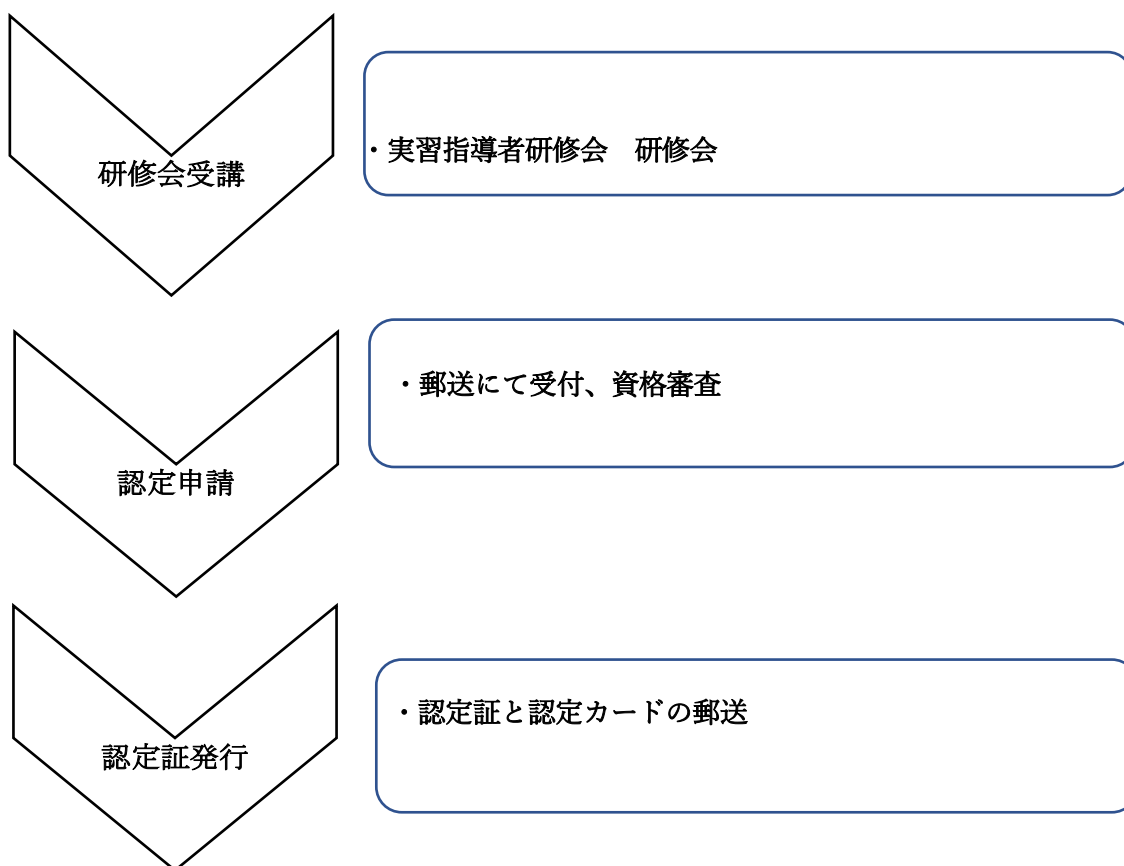 ・実習指導者研修会　研修会
研修会受講
・郵送にて受付、資格審査
認定申請
・認定証と認定カードの郵送
認定証発行